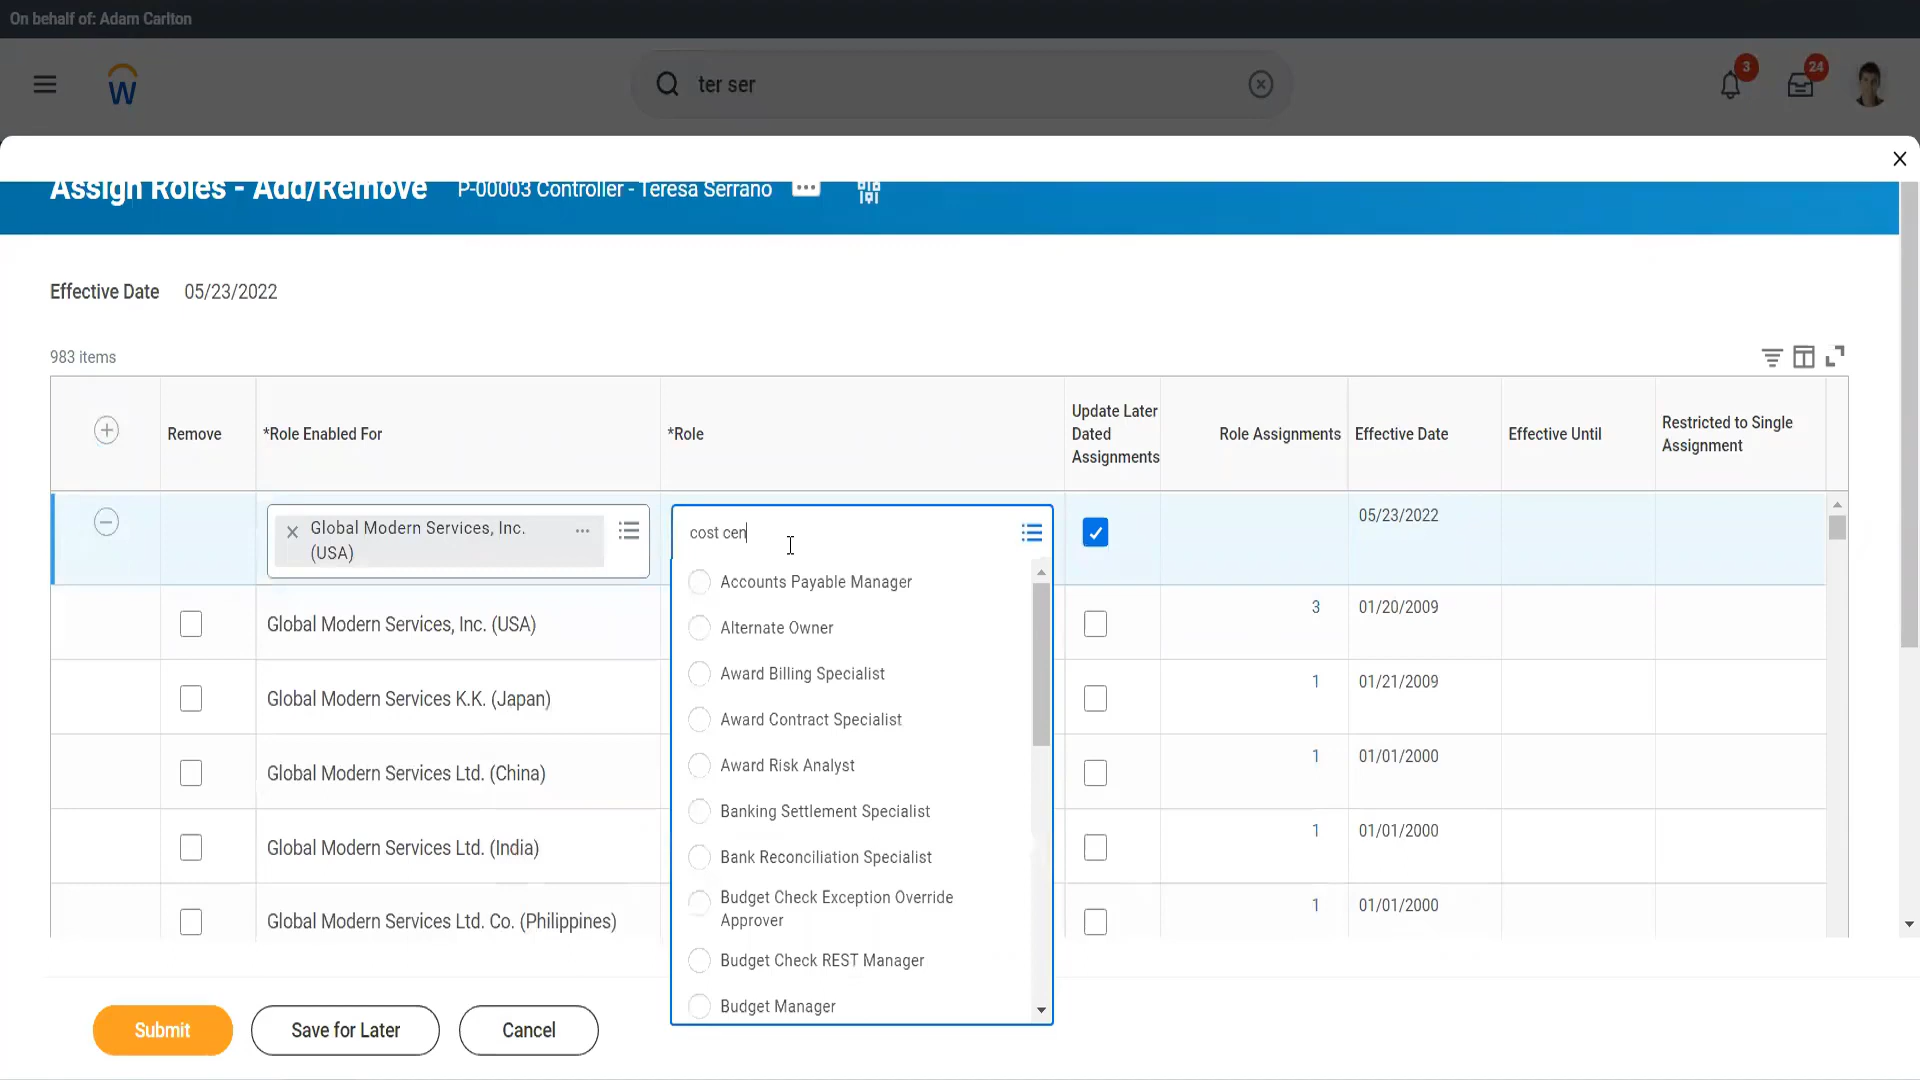 On behalf of: Adam Carlton
W
ter ser
3
24
Assign Roles - Add/Remove
P-00003 Controller - Teresa Serrano
Effective Date 05/23/2022
983 items
Remove
*Role Enabled For
*Role
Update Later
Dated
Assignments
Role Assignments
Effective Date
Effective Until
Restricted to Single
Assignment
Global Modern Services, Inc.
(USA)
cost cen
05/23/2022
Accounts Payable Manager
Alternate Owner
Award Billing Specialist
Award Contract Specialist
Award Risk Analyst
Banking Settlement Specialist
Bank Reconciliation Specialist
Budget Check Exception Override
Approver
Budget Check REST Manager
Budget Manager
Global Modern Services, Inc. (USA)
3
01/20/2009
Global Modern Services K.K. (Japan)
1
01/21/2009
Global Modern Services Ltd. (China)
1
01/01/2000
Global Modern Services Ltd. (India)
1
01/01/2000
Global Modern Services Ltd. Co. (Philippines)
1
01/01/2000
Submit
Save for Later
Cancel